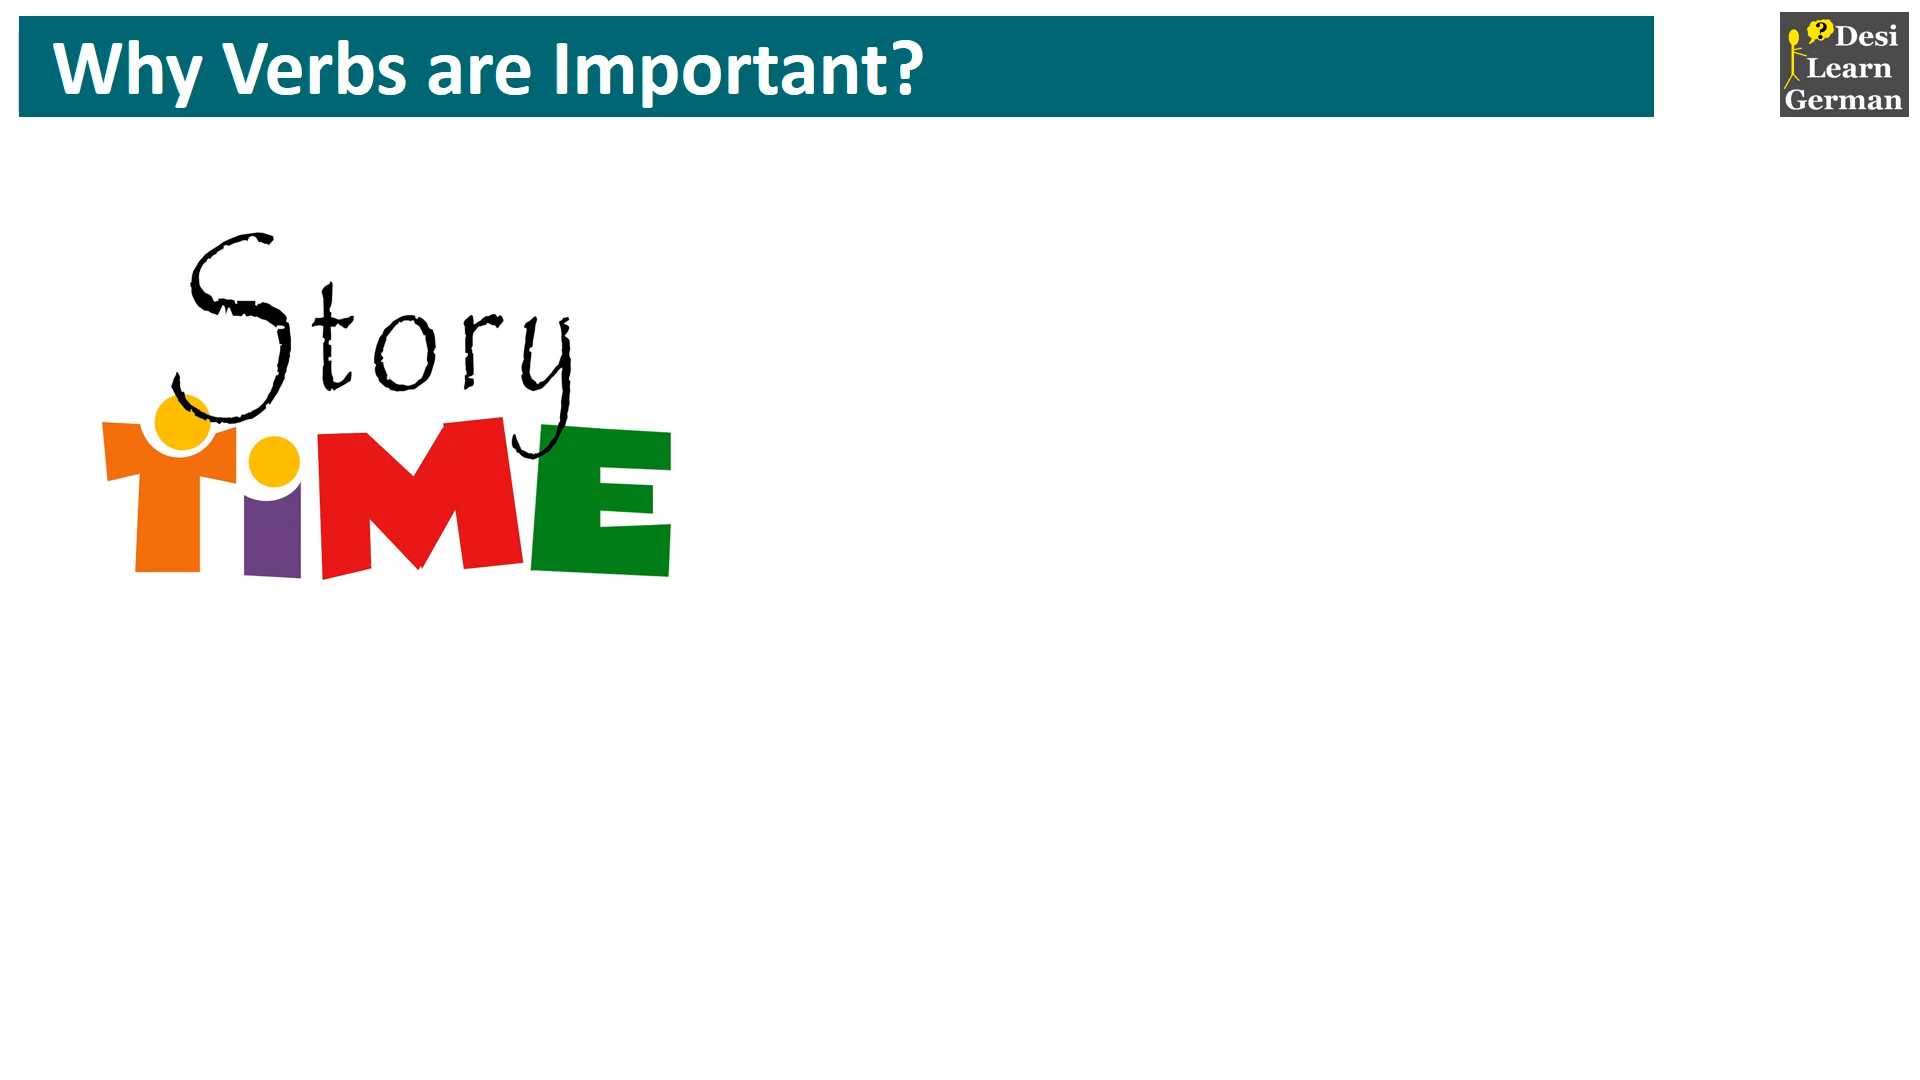 Why Verbs are Important?
? Desi
Learn
German
Story
TiME